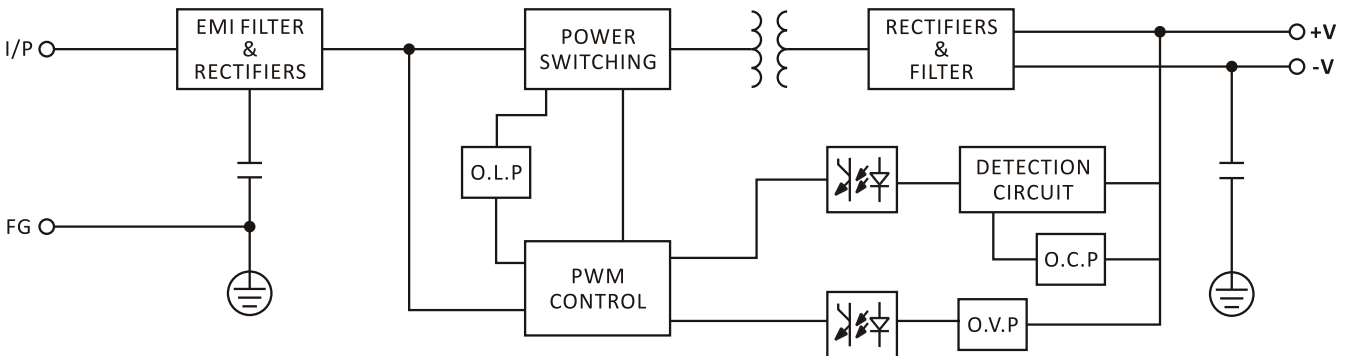 I/P
EMI FILTER
&
RECTIFIERS
POWER
SWITCHING
RECTIFIERS
&
FILTER
+V
-V
O.L.P
DETECTION
CIRCUIT
FG
O.C.P
PWM
CONTROL
O.V.P